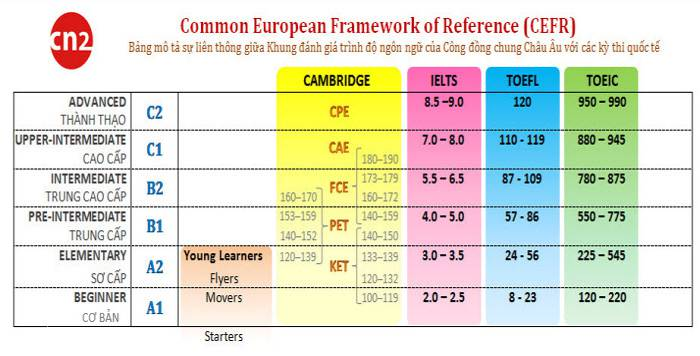 cn2
Common European Framework of Reference (CEFR)
Bảng mô tả sự liên thông giữa Khung đánh giá trình độ ngôn ngữ của Công đồng chung Châu Âu với các kỳ thi quốc tế
CAMBRIDGE IELTS TOEFL TOEIC
ADVANCED
THÀNH THẠO
C2 CPE 8.5 –9.0 120 950 – 990
UPPER-INTERMEDIATE
CAO CẤP
C1 CAE 7.0 – 8.0 110 - 119 880 – 945
180–190
INTERMEDIATE
TRUNG CAO CẤP
B2 FCE 5.5 – 6.5 87 - 109 780 – 875
173–179
160–170 160–172
PRE-INTERMEDIATE
TRUNG CẤP
B1 PET 4.0 – 5.0 57 - 86 550 – 775
153–159 140–159
140–152 140–150
ELEMENTARY
SƠ CẤP
A2 Young Learners 120–139 KET 133–139 3.0 – 3.5 24 - 56 225 – 545
Flyers 120–132
BEGINNER
CƠ BẢN
A1 Movers 100–119 2.0 – 2.5 8 - 23 120 – 220
Starters